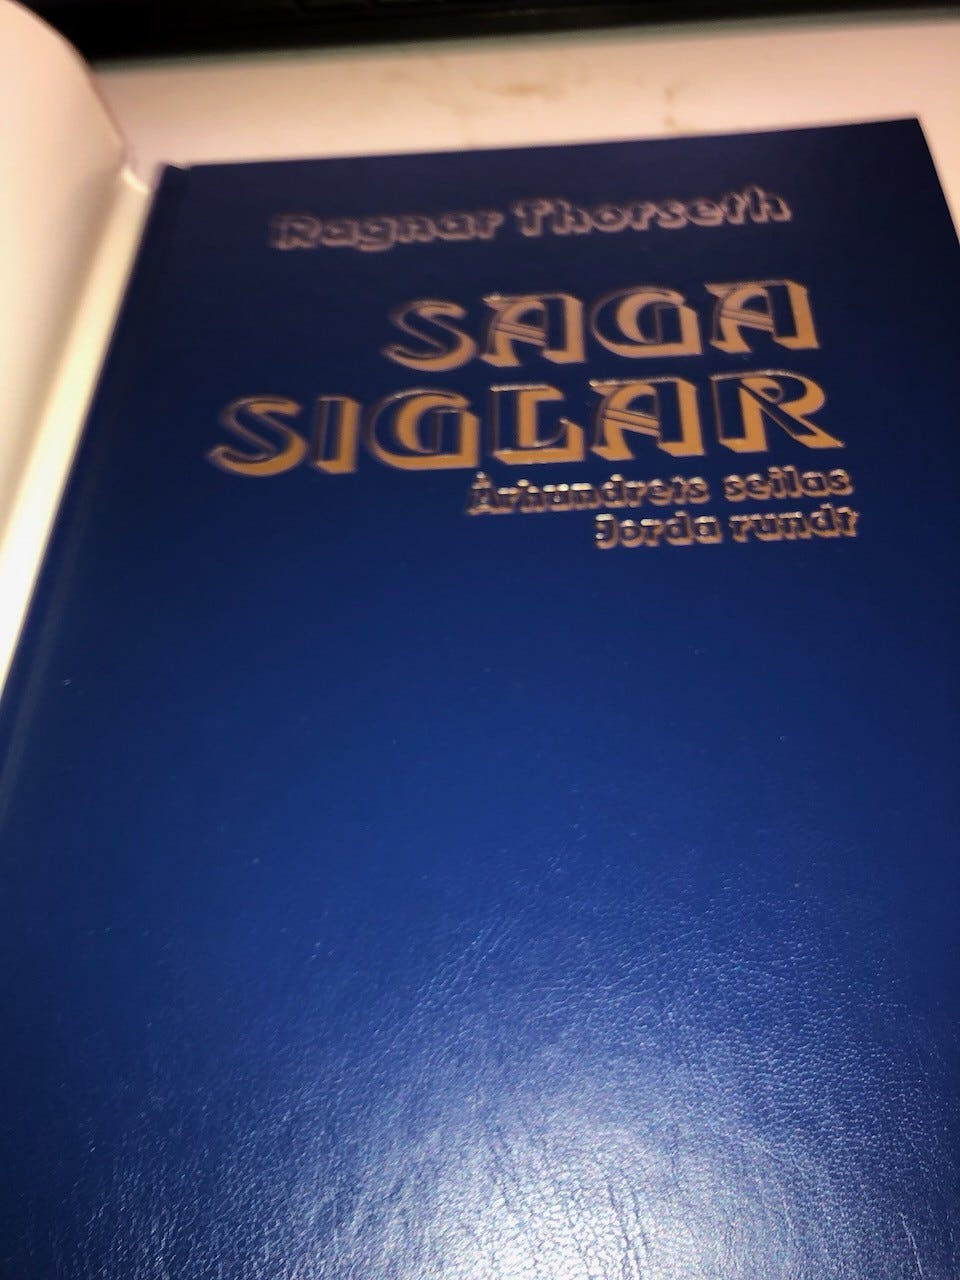 Ragnar Thorseth
SAGA
SIGLAR
Århundrets seilas
Jorda rundt